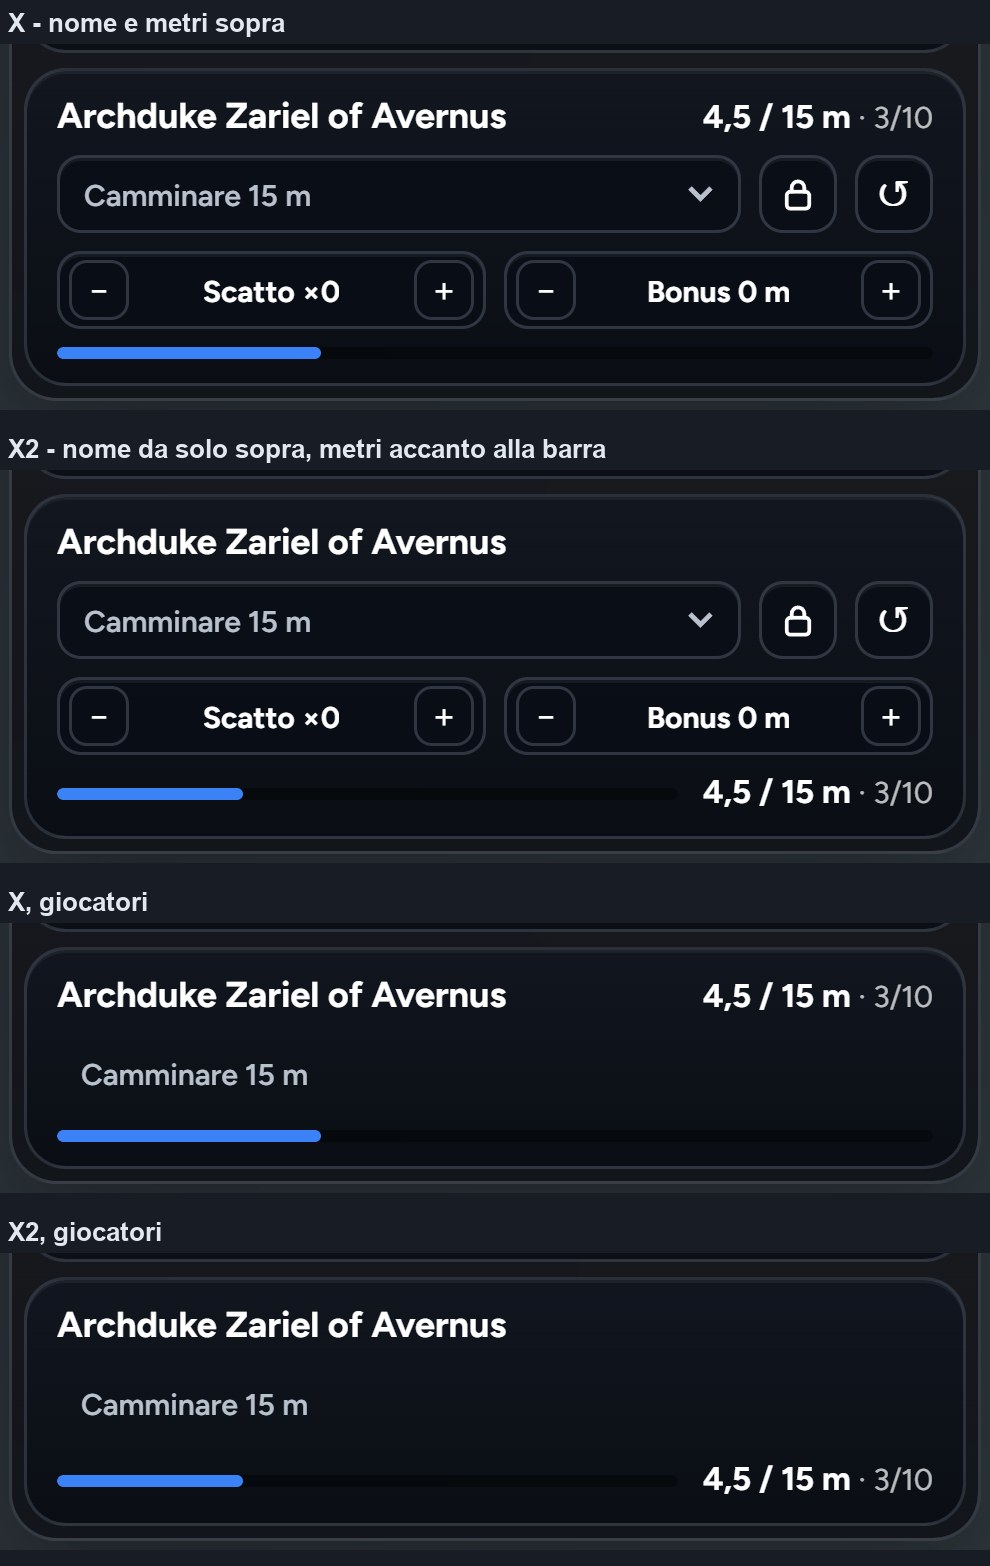 X - nome e metri sopra
Archduke Zariel of Avernus 4,5 / 15 m · 3/10
Camminare 15 m
− Scatto ×0 + − Bonus 0 m +
X2 - nome da solo sopra, metri accanto alla barra
Archduke Zariel of Avernus
Camminare 15 m
− Scatto ×0 + − Bonus 0 m +
4,5 / 15 m · 3/10
X, giocatori
Archduke Zariel of Avernus 4,5 / 15 m · 3/10
Camminare 15 m
X2, giocatori
Archduke Zariel of Avernus
Camminare 15 m
4,5 / 15 m · 3/10